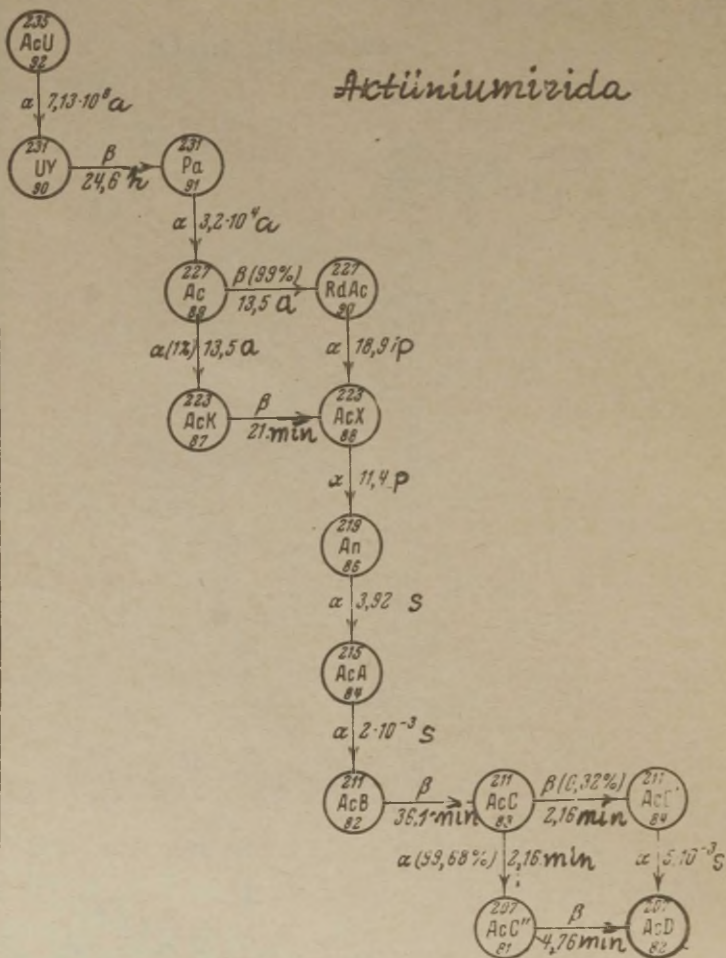 Aktiiniumirida
235
AcU
92
α 7,13·10⁸ a
231
UY
90
β
24,6 h
231
Pa
91
α 3,2·10⁴ a
227
Ac
89
β (99%)
13,5 a
227
RdAc
90
α (1%) 13,5 a
α 18,9 p
223
AcK
87
β
21 min
223
AcX
88
α 11,4 p
219
An
86
α 3,92 s
215
AcA
84
α 2·10⁻³ s
211
AcB
82
β
36,1 min
211
AcC
83
β (0,32%)
2,16 min
211
AcC'
84
α (99,68%) 2,16 min
α 5·10⁻³ s
207
AcC"
81
β
4,76 min
207
AcD
82